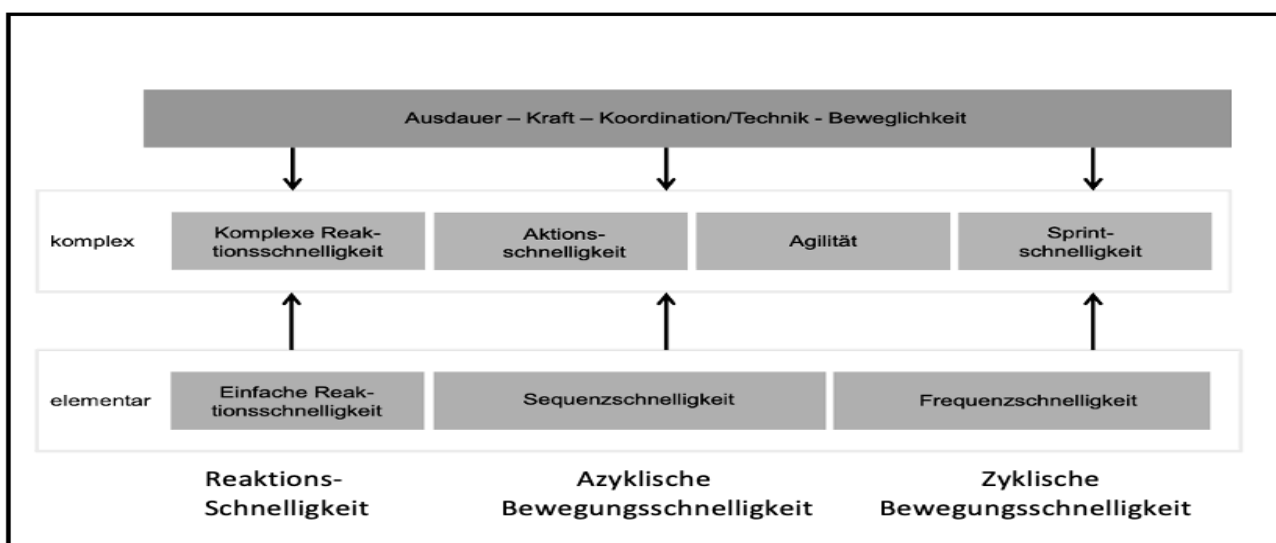 Ausdauer – Kraft – Koordination/Technik - Beweglichkeit
komplex
Komplexe Reak-
tionsschnelligkeit
Aktions-
schnelligkeit
Agilität
Sprint-
schnelligkeit
elementar
Einfache Reak-
tionsschnelligkeit
Sequenzschnelligkeit
Frequenzschnelligkeit
Reaktions-
Schnelligkeit
Azyklische
Bewegungsschnelligkeit
Zyklische
Bewegungsschnelligkeit